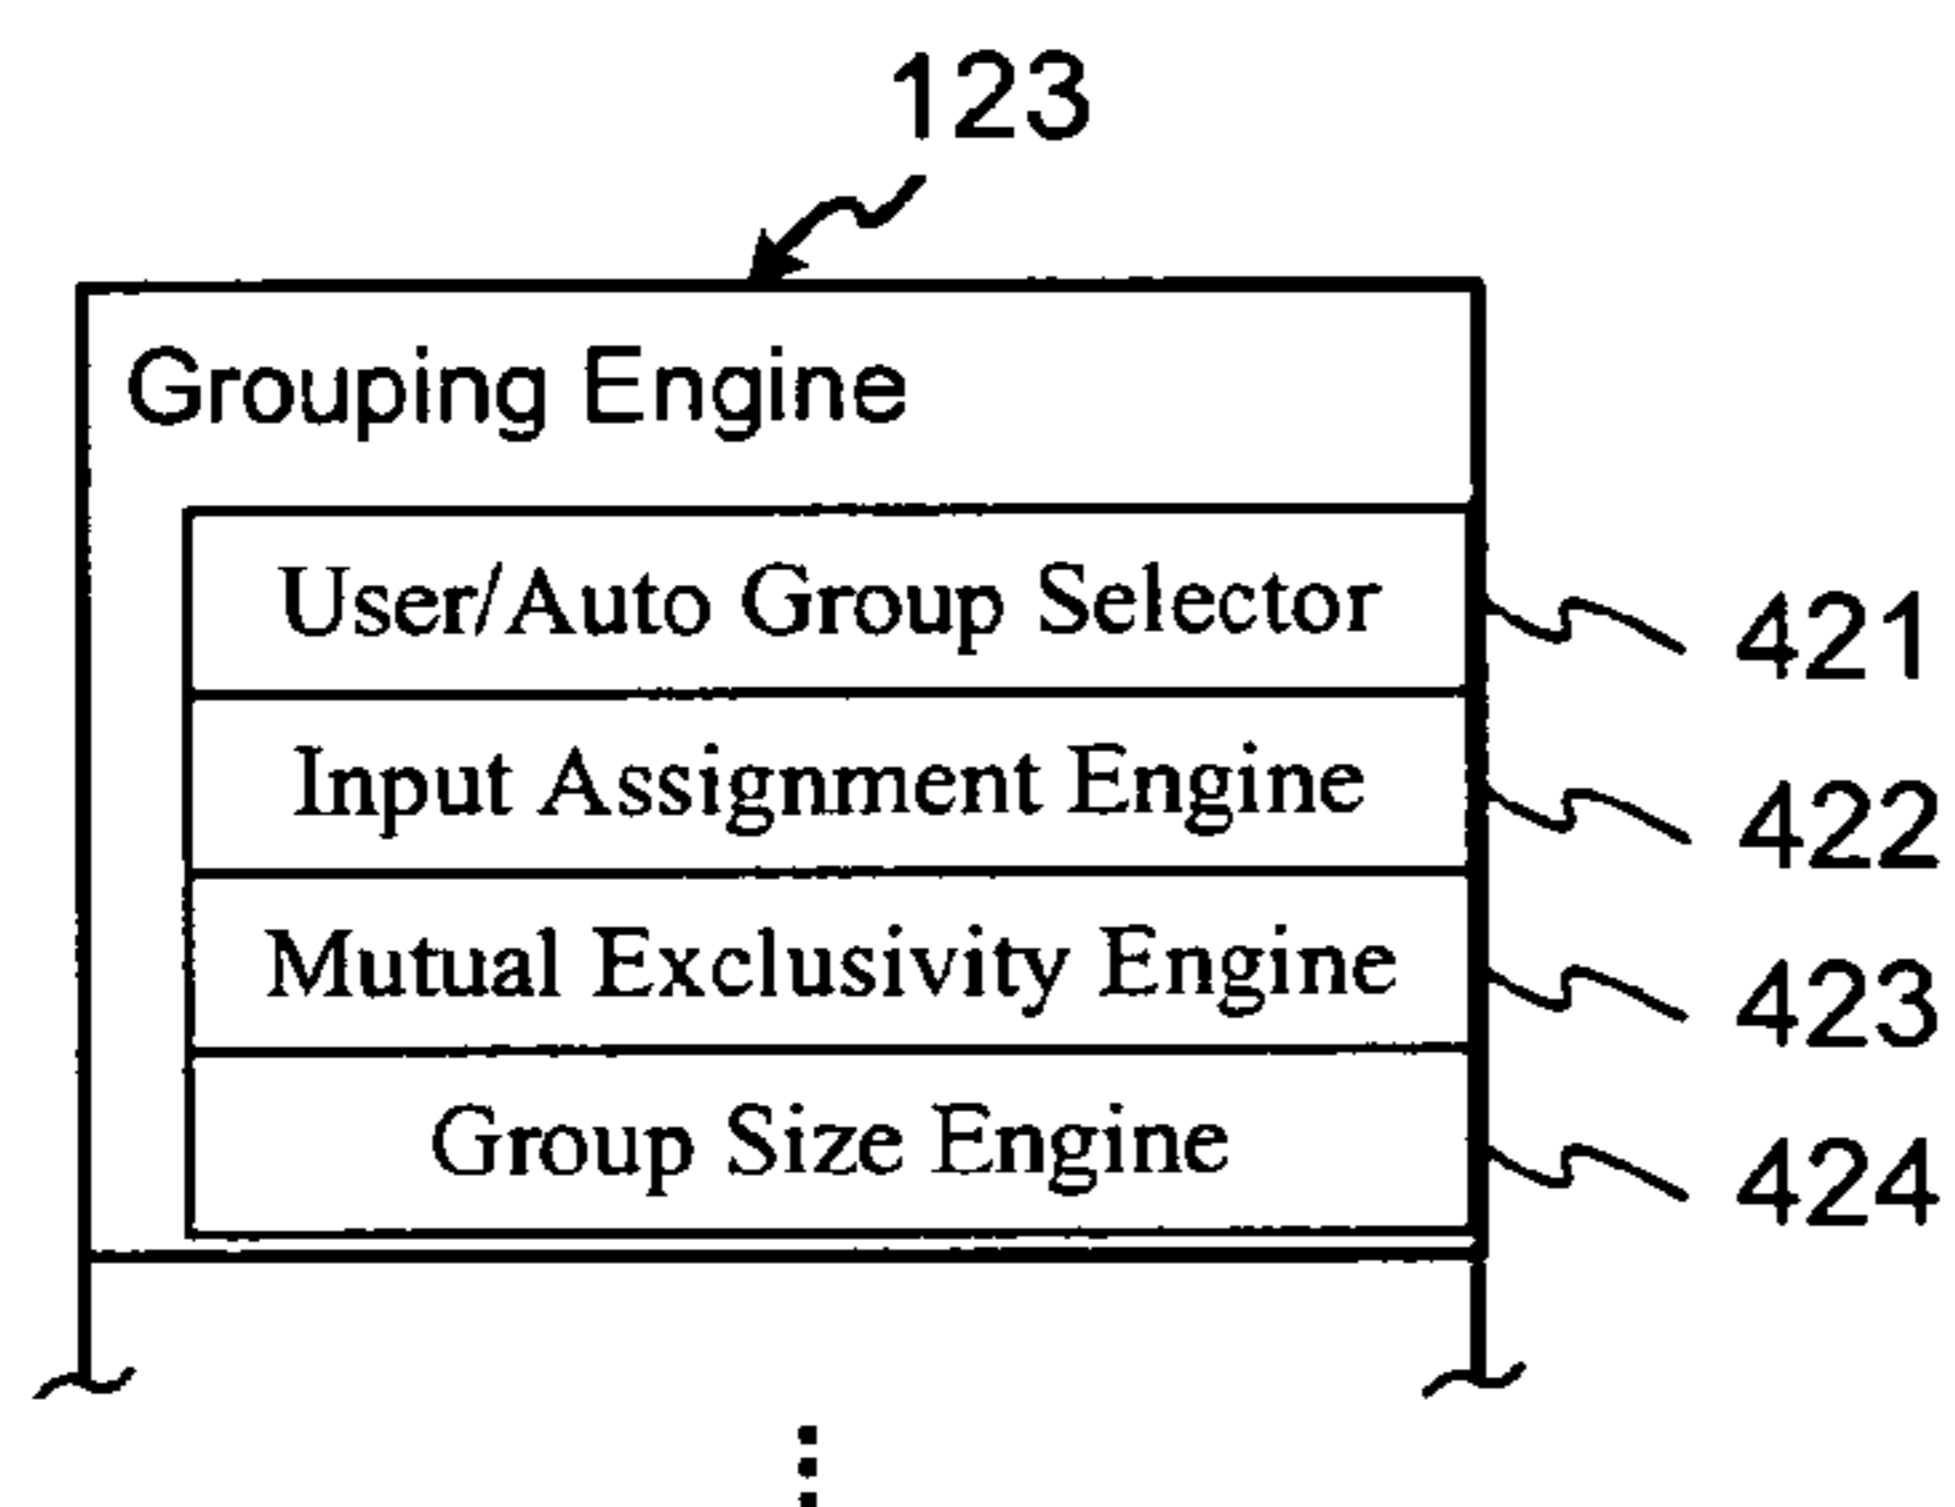 123
Grouping Engine
User/Auto Group Selector
421
Input Assignment Engine
422
Mutual Exclusivity Engine
423
Group Size Engine
424